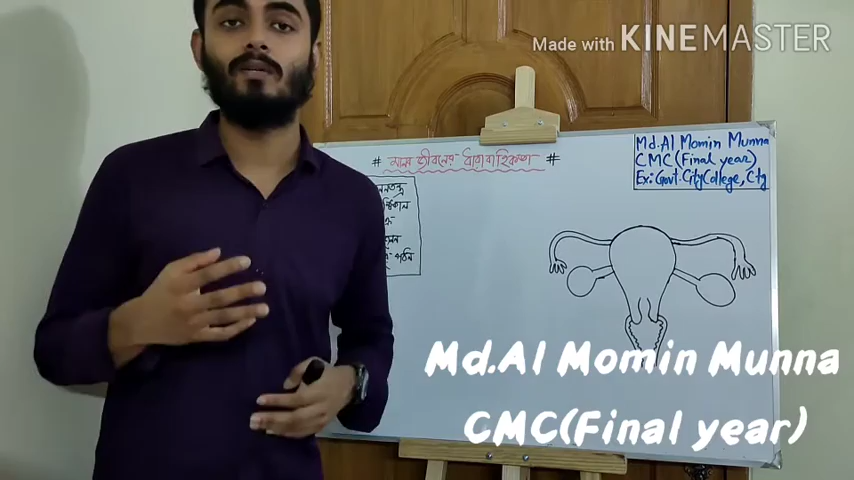 Made with KINEMASTER
# মানব জীবনের ধারাবাহিকতা #
Md.Al Momin Munna
CMC(Final year)
Ex: Govt. City College, Ctg
Md.Al Momin Munna
CMC(Final year)